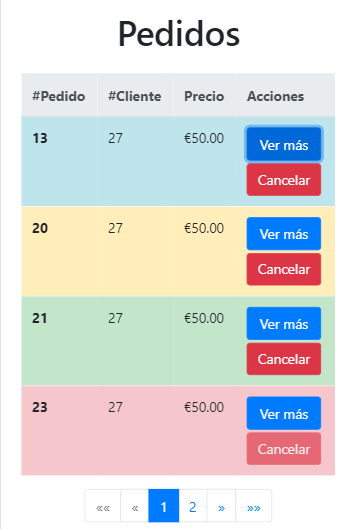 Pedidos
#Pedido #Cliente Precio Acciones
13 27 €50.00 Ver más
Cancelar
20 27 €50.00 Ver más
Cancelar
21 27 €50.00 Ver más
Cancelar
23 27 €50.00 Ver más
Cancelar
«« « 1 2 » »»